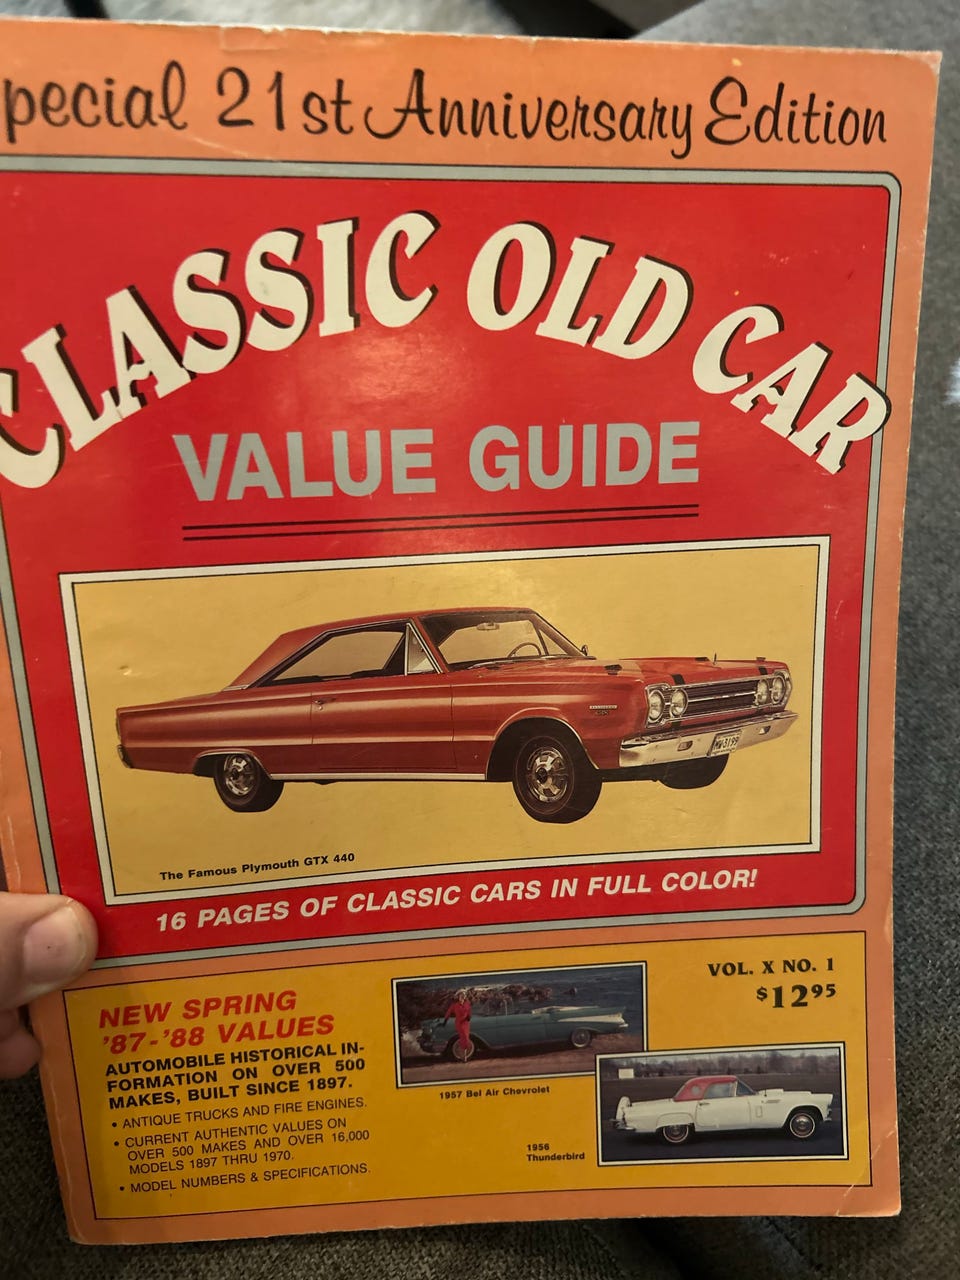 pecial 21st Anniversary Edition
CLASSIC OLD CAR
VALUE GUIDE
The Famous Plymouth GTX 440
16 PAGES OF CLASSIC CARS IN FULL COLOR!
VOL. X NO. 1
$12 95
NEW SPRING
'87-'88 VALUES
AUTOMOBILE HISTORICAL IN-
FORMATION ON OVER 500
MAKES, BUILT SINCE 1897.
• ANTIQUE TRUCKS AND FIRE ENGINES.
• CURRENT AUTHENTIC VALUES ON
OVER 500 MAKES AND OVER 16,000
MODELS 1897 THRU 1970.
• MODEL NUMBERS & SPECIFICATIONS.
1957 Bel Air Chevrolet
1956
Thunderbird